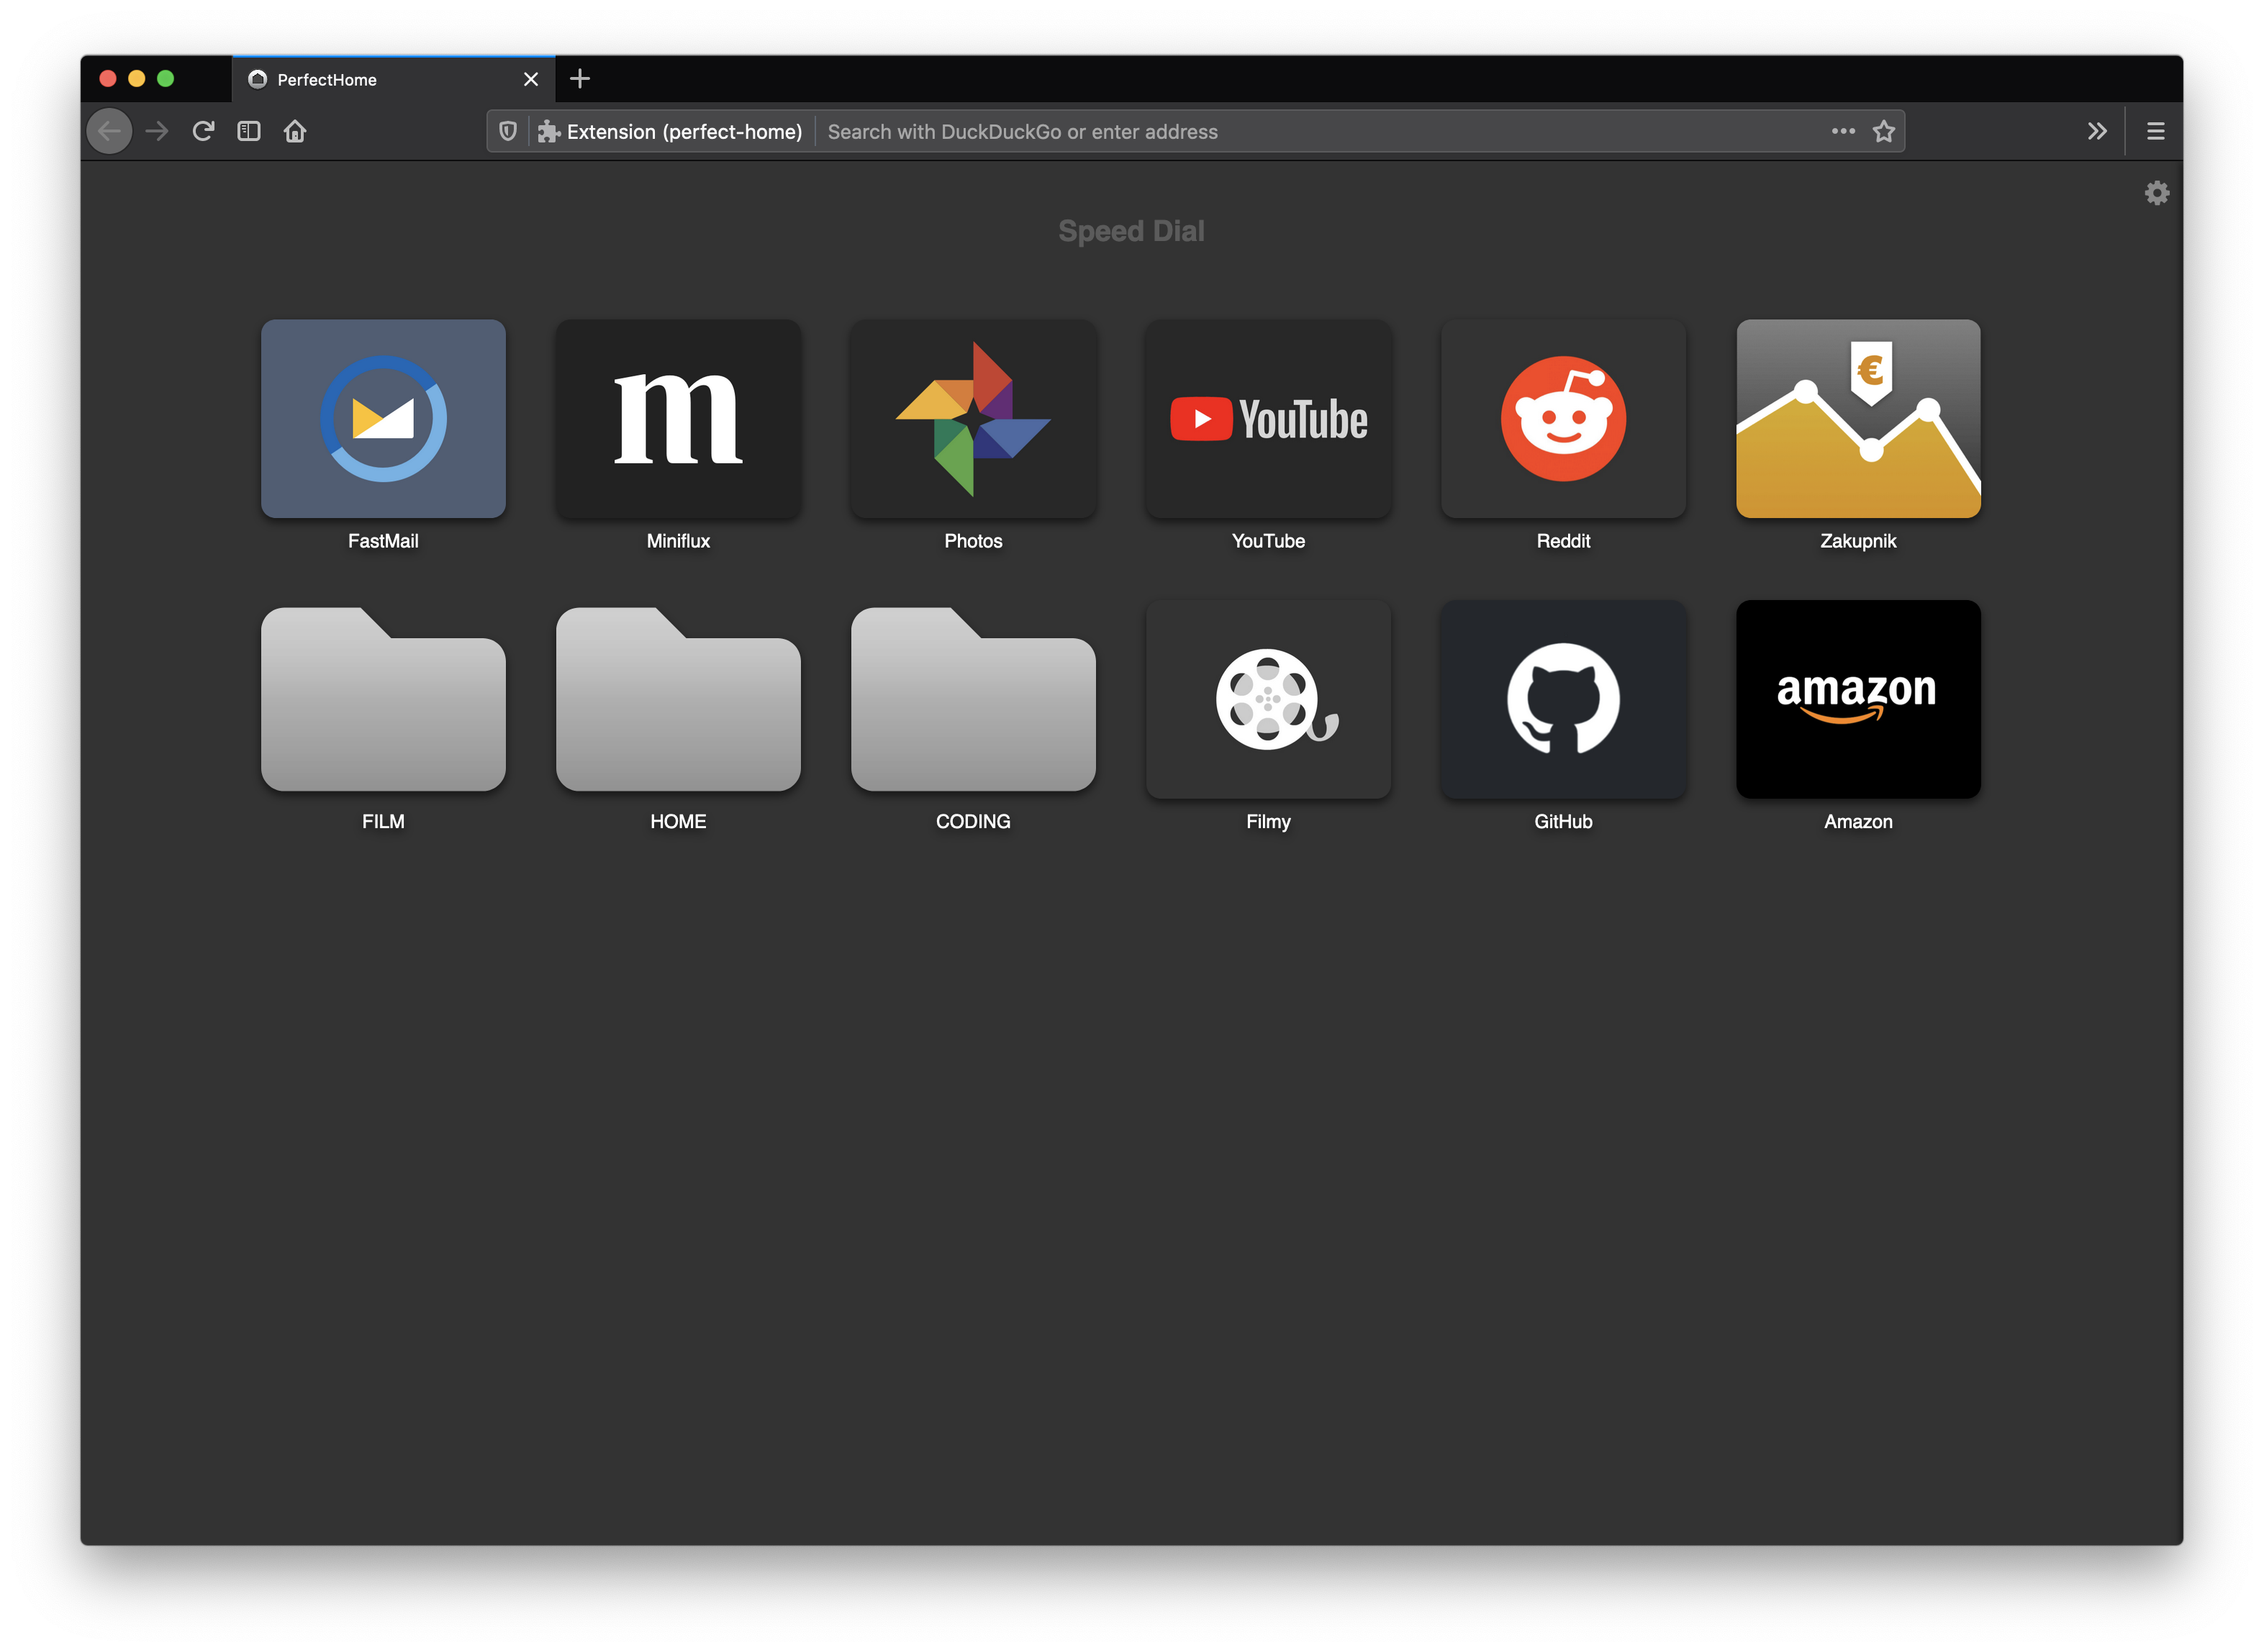 PerfectHome
Extension (perfect-home) Search with DuckDuckGo or enter address
Speed Dial
m
€
YouTube
FastMail Miniflux Photos YouTube Reddit Zakupnik
amazon
FILM HOME CODING Filmy GitHub Amazon